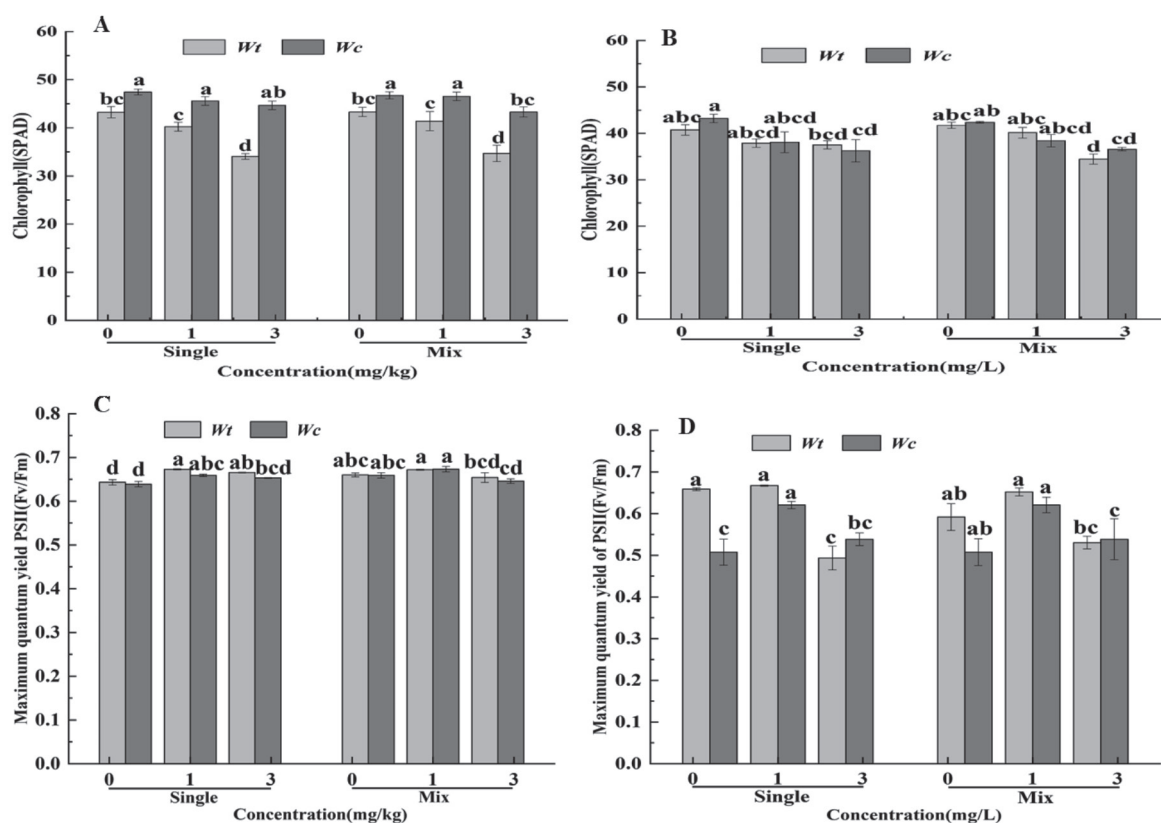 A
Wt Wc
Chlorophyll(SPAD)
60
50
40
30
20
10
0
bc a c a d ab bc a c a d bc
0 1 3 0 1 3
Single Mix
Concentration(mg/kg)
B
Wt Wc
Chlorophyll(SPAD)
60
50
40
30
20
10
0
abc a abcd abcd bcd cd abc ab abc abcd d cd
0 1 3 0 1 3
Single Mix
Concentration(mg/L)
C
Wt Wc
Maximum quantum yield PSII(Fv/Fm)
0.8
0.7
0.6
0.5
0.4
0.3
0.2
0.1
0.0
d d a abc ab bcd abc abc a a bcd cd
0 1 3 0 1 3
Single Mix
Concentration(mg/kg)
D
Wt Wc
Maximum quantum yield of PSII(Fv/Fm)
0.8
0.7
0.6
0.5
0.4
0.3
0.2
0.1
0.0
a c a a c bc ab ab a a bc c
0 1 3 0 1 3
Single Mix
Concentration(mg/L)